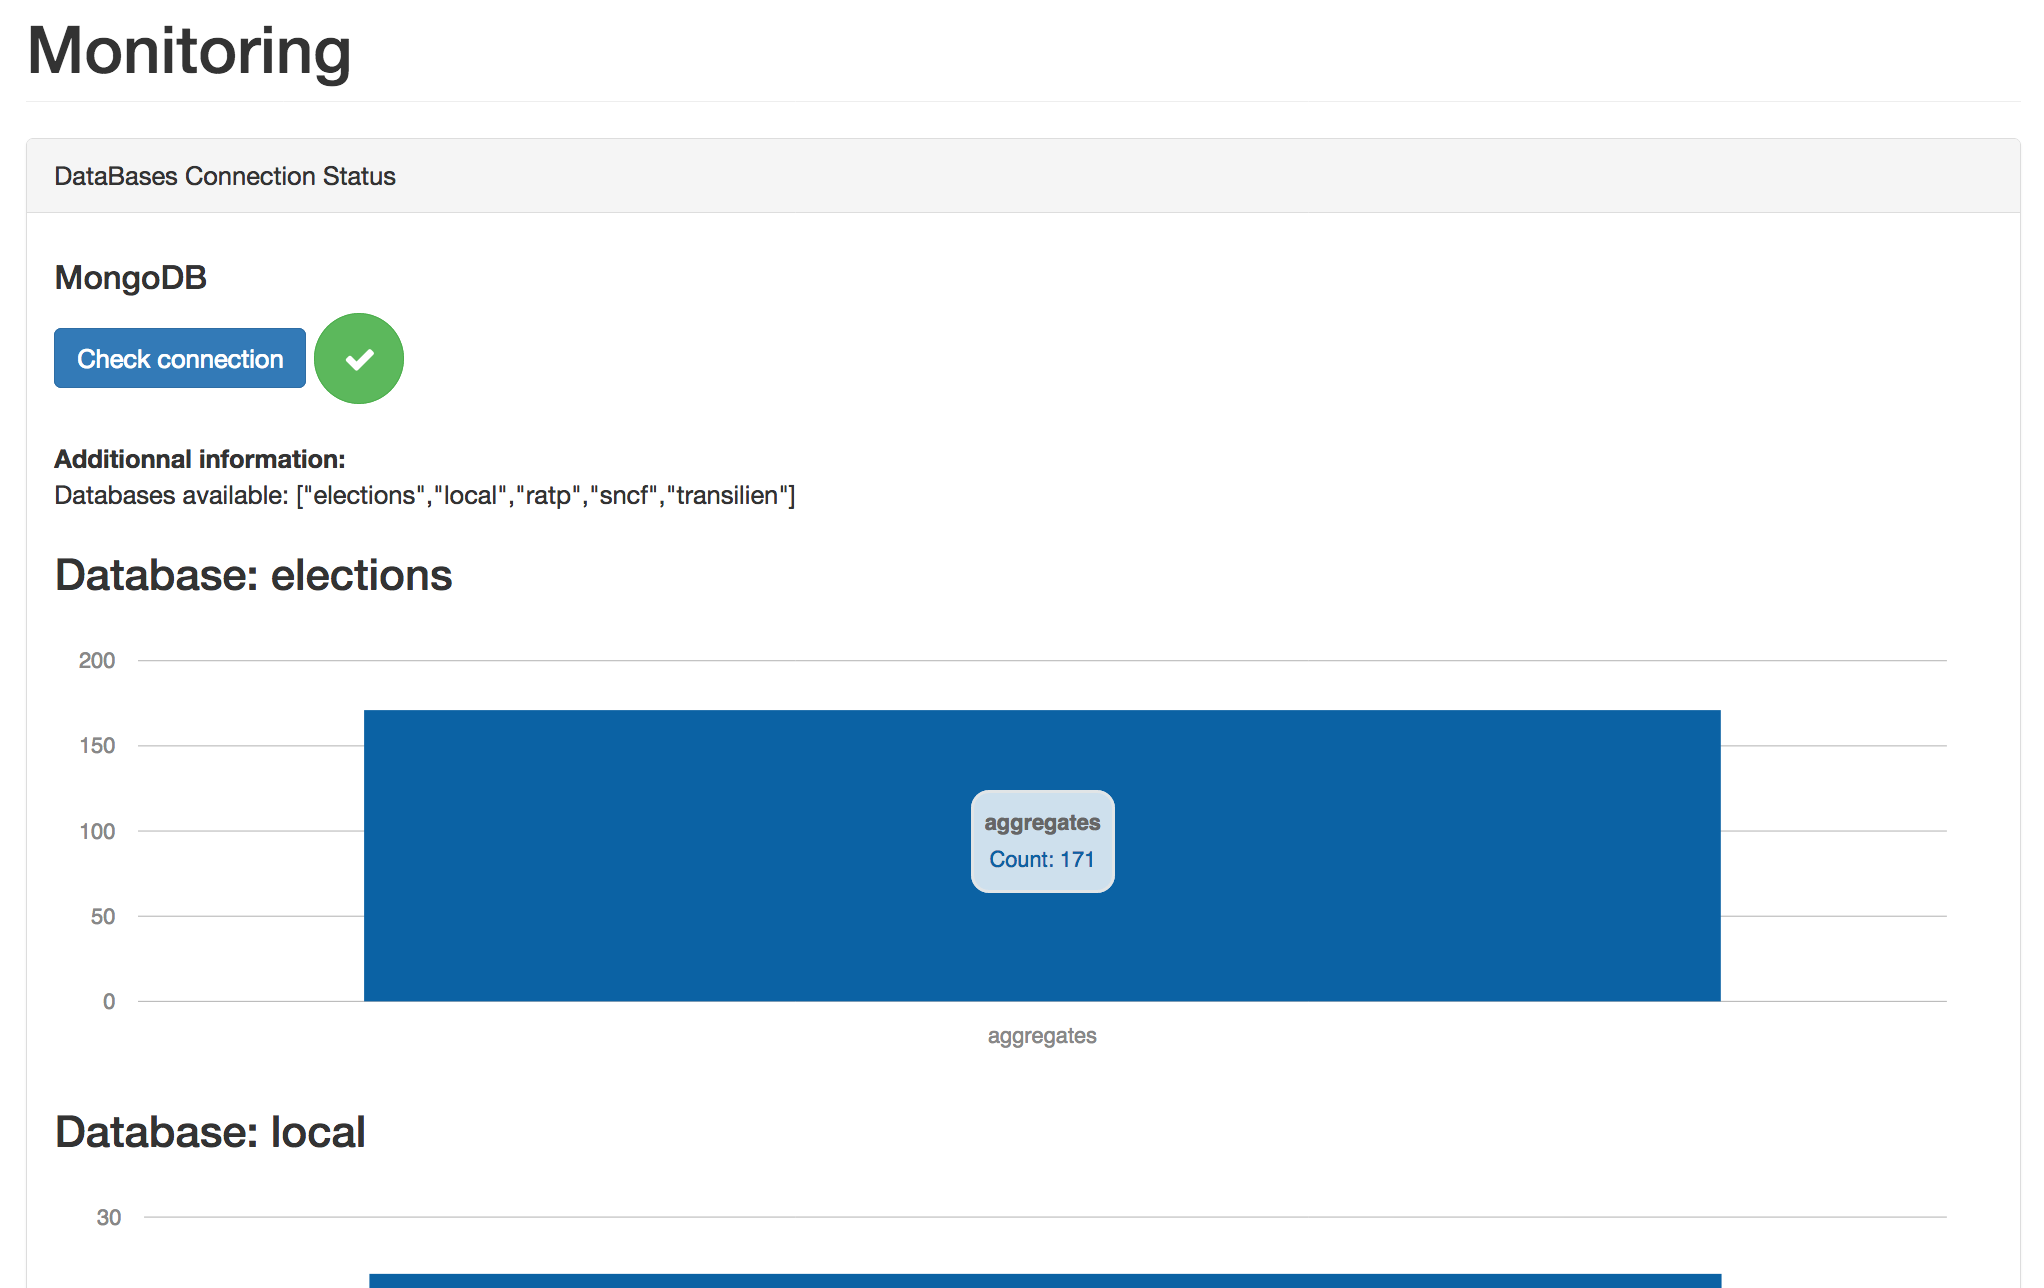 Monitoring
DataBases Connection Status
MongoDB
Check connection
Additionnal information:
Databases available: ["elections","local","ratp","sncf","transilien"]
Database: elections
200
150
100
50
0
aggregates
Count: 171
aggregates
Database: local
30